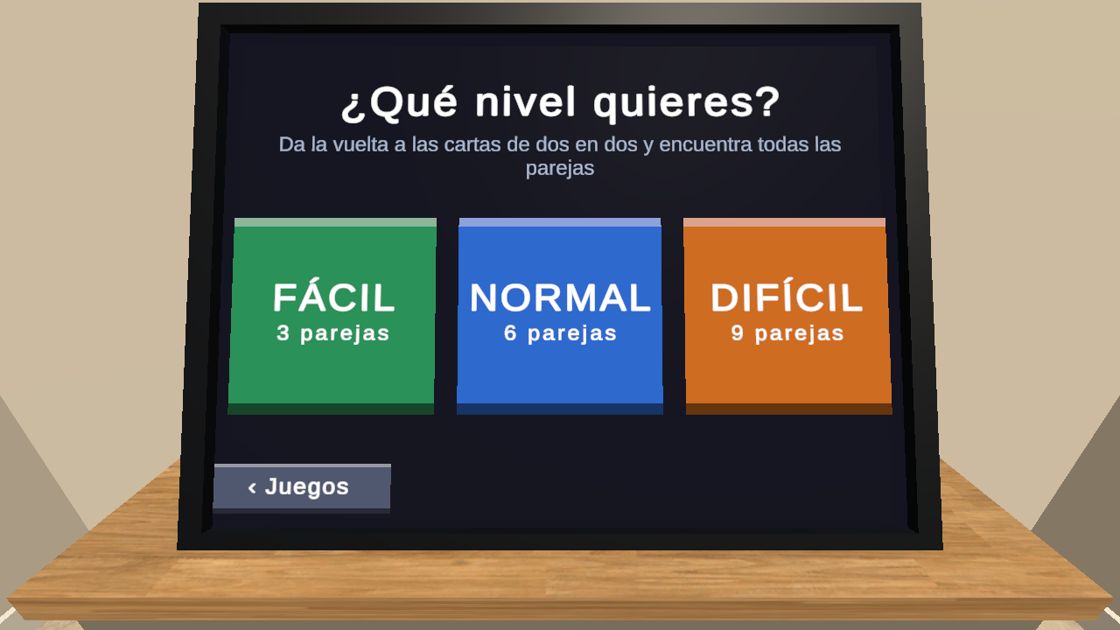 ¿Qué nivel quieres?
Da la vuelta a las cartas de dos en dos y encuentra todas las
parejas
FÁCIL
3 parejas
NORMAL
6 parejas
DIFÍCIL
9 parejas
‹ Juegos